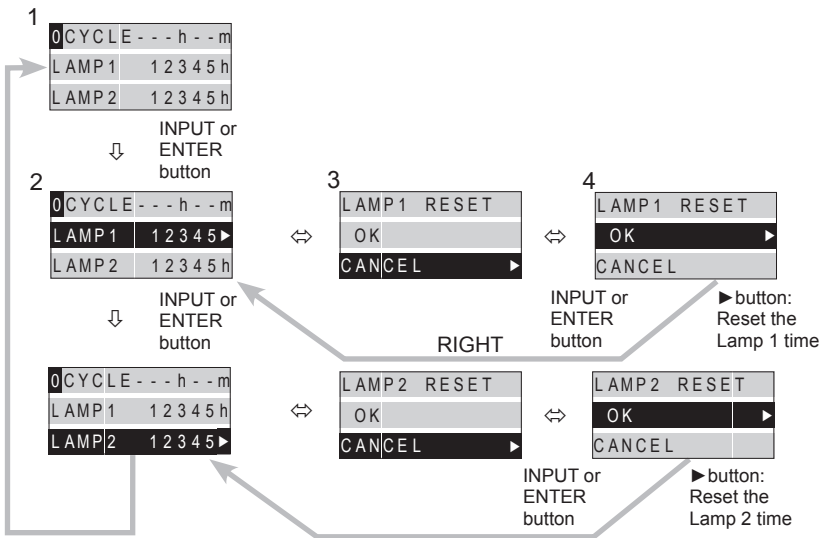 1
0CYCLE---h--m
LAMP1 12345h
LAMP2 12345h
⇩
INPUT or
ENTER
button
2
0CYCLE---h--m
LAMP1 12345►
LAMP2 12345h
⇔
3
LAMP1 RESET
OK
CANCEL ►
⇔
4
LAMP1 RESET
OK ►
CANCEL
⇩
INPUT or
ENTER
button
RIGHT
INPUT or
ENTER
button
►button:
Reset the
Lamp 1 time
0CYCLE---h--m
LAMP1 12345h
LAMP2 12345►
⇔
LAMP2 RESET
OK
CANCEL ►
⇔
LAMP2 RESET
OK ►
CANCEL
INPUT or
ENTER
button
►button:
Reset the
Lamp 2 time